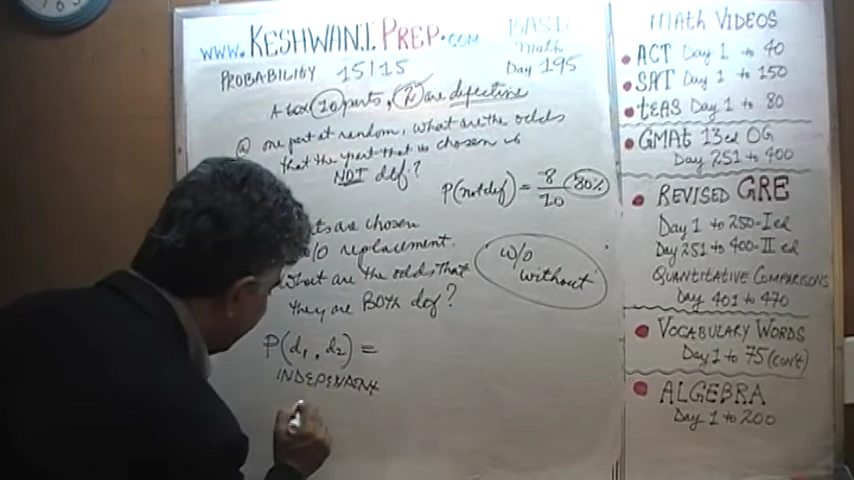 www.KESHWANI PREP.com
BASIC
Math
PROBABILITY 15/15
Day 195
A box 10 parts, 2 are defective
(a) one part at random, what are the odds
that the part that is chosen is
NOT def?
P(not def) = 8/10 80%
ts are chosen
w/o replacement.
What are the odds that
they are BOTH def?
w/o
without
P(d1, d2) =
INDEPENDENT
Math VIDEOS
ACT Day 1 to 40
SAT Day 1 to 150
tEAS Day 1 to 80
GMAt 13ed OG
Day 251 to 400
REVISED GRE
Day 1 to 250-I ed
Day 251 to 400-II ed
QUANTITATIVE COMPARISONS
Day 401 to 470
VOCABULARY WORDS
Day 1 to 75 (con't)
ALGEBRA
Day 1 to 200